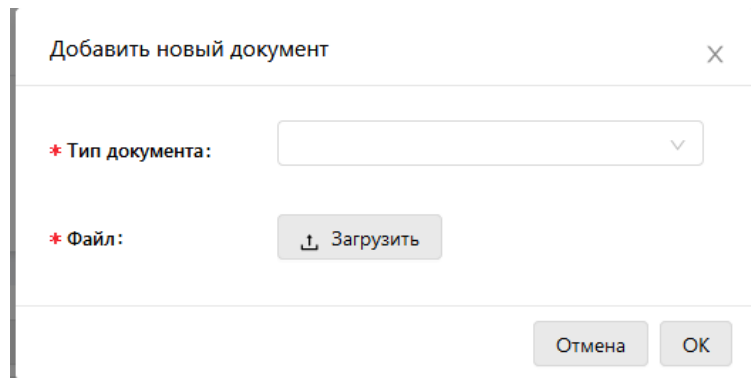 Добавить новый документ
* Тип документа:
* Файл:
Загрузить
Отмена
OK